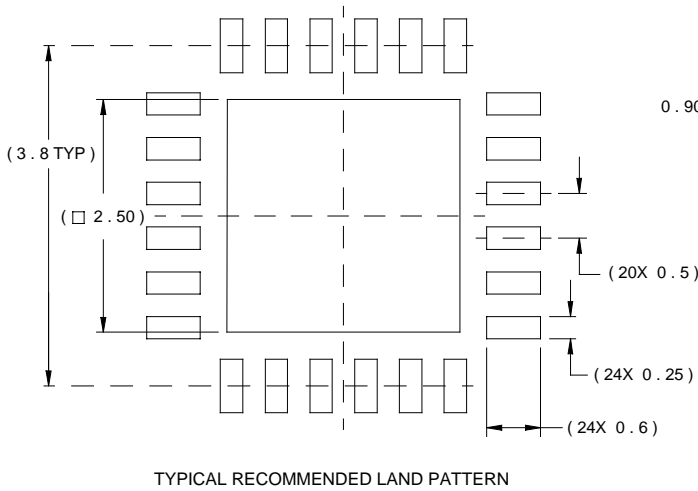 0.90
( 3 . 8 TYP )
( □ 2 . 50 )
( 20X 0 . 5 )
( 24X 0 . 25 )
( 24X 0 . 6 )
TYPICAL RECOMMENDED LAND PATTERN